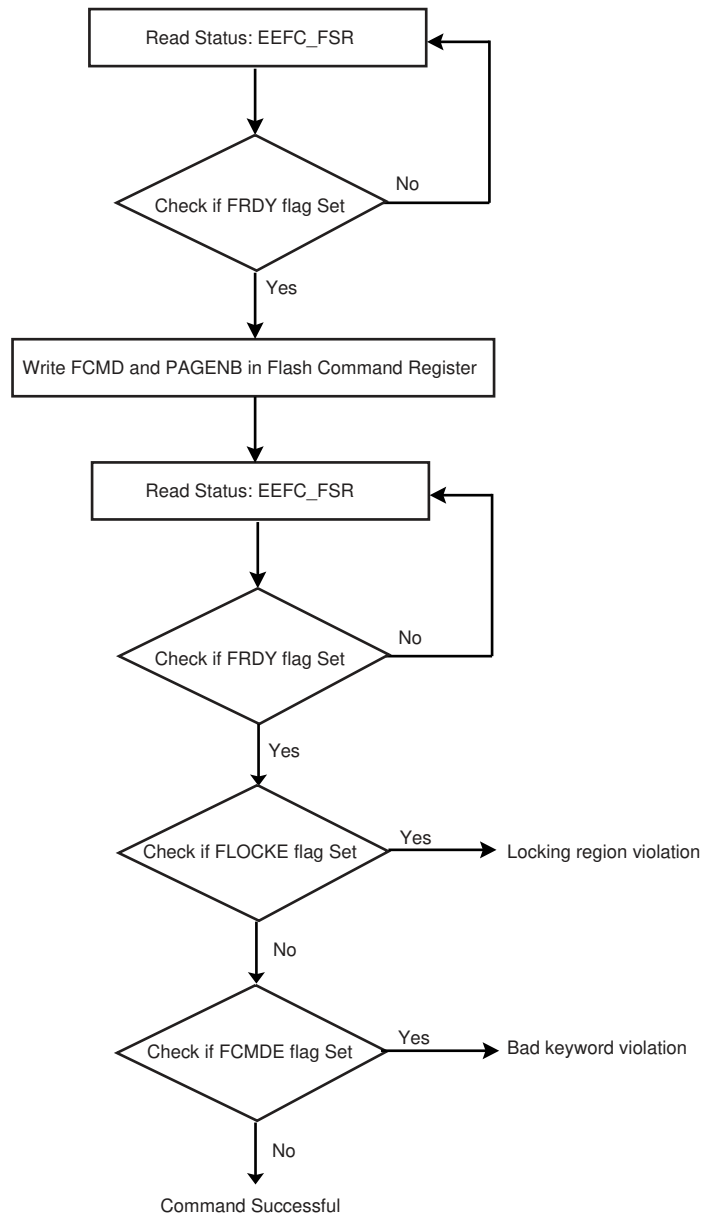 Read Status: EEFC_FSR
No
Check if FRDY flag Set
Yes
Write FCMD and PAGENB in Flash Command Register
Read Status: EEFC_FSR
No
Check if FRDY flag Set
Yes
Check if FLOCKE flag Set
Yes
Locking region violation
No
Check if FCMDE flag Set
Yes
Bad keyword violation
No
Command Successful